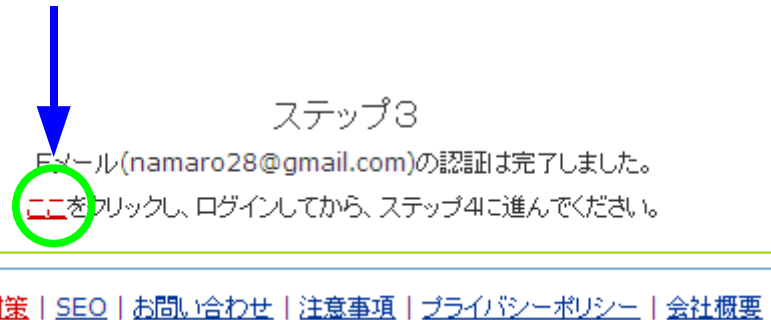 ステップ3
Eメール(namaro28@gmail.com)の認証は完了しました。
ここをクリックし、ログインしてから、ステップ4に進んでください。
策 | SEO | お問い合わせ | 注意事項 | プライバシーポリシー | 会社概要